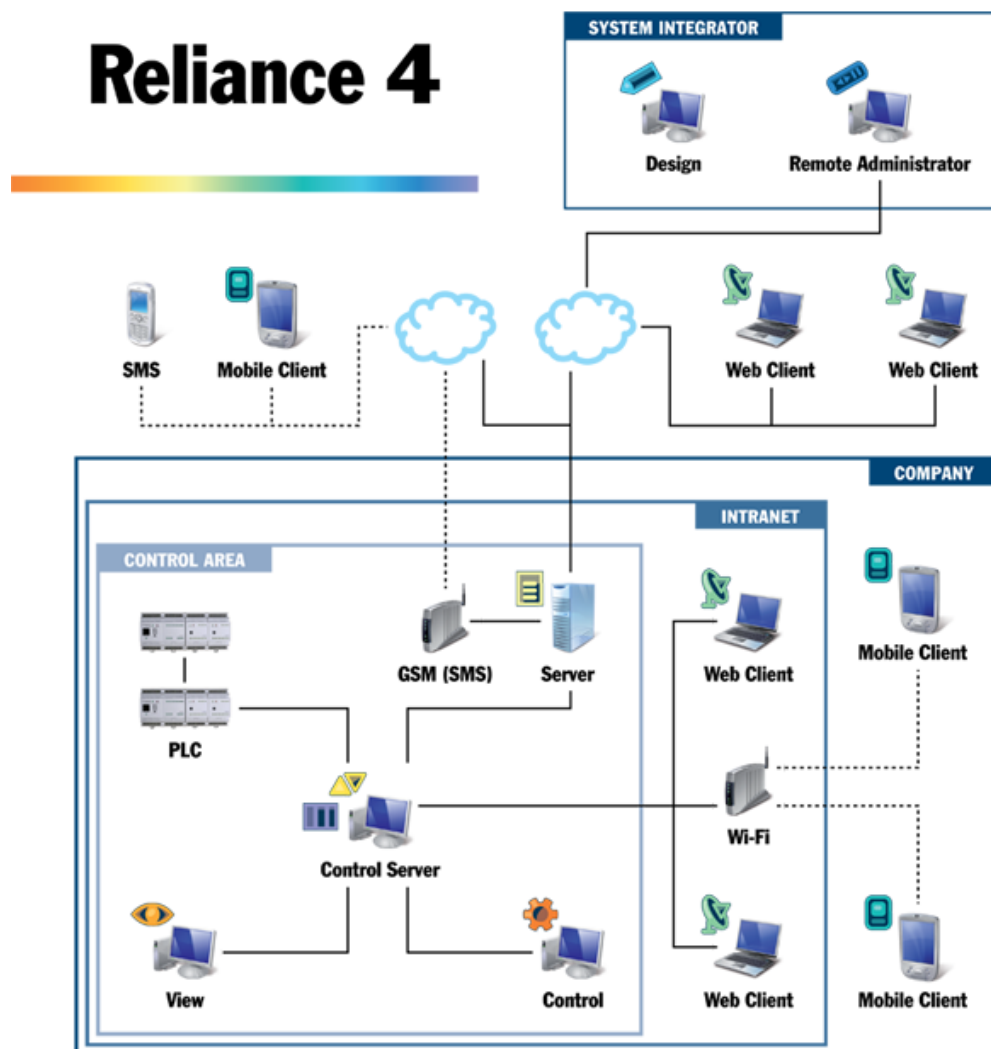 Reliance 4
SYSTEM INTEGRATOR
Design
Remote Administrator
SMS
Mobile Client
Web Client
Web Client
COMPANY
INTRANET
CONTROL AREA
GSM (SMS)
Server
Web Client
Mobile Client
PLC
Wi-Fi
Control Server
View
Control
Web Client
Mobile Client